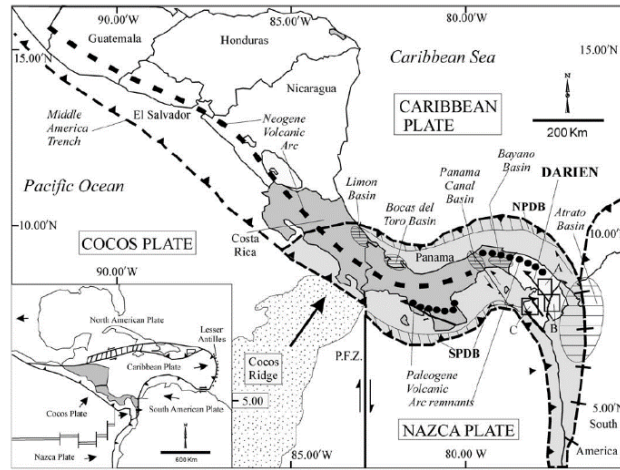 90.00'W
85.00'W
80.00'W
Guatemala
Honduras
15.00'N
Caribbean Sea
15.00'N
N
Nicaragua
El Salvador
Middle
America
Trench
Neogene
Volcanic
Arc
CARIBBEAN
PLATE
200 Km
Pacific Ocean
Limon
Basin
Bocas del
Toro Basin
Panama
Canal
Basin
Bayano
Basin
DARIEN
NPDB
Atrato
Basin
10.00'N
10.00'N
COCOS PLATE
Costa
Rica
Panama
90.00'W
North American Plate
Lesser
Antilles
Caribbean Plate
Cocos Plate
South American Plate
Nazca Plate
N
600 Km
Cocos
Ridge
P.F.Z.
SPDB
C
B
Paleogene
Volcanic
Arc remnants
5.00
5.00'N
South
America
NAZCA PLATE
85.00'W
80.00'W